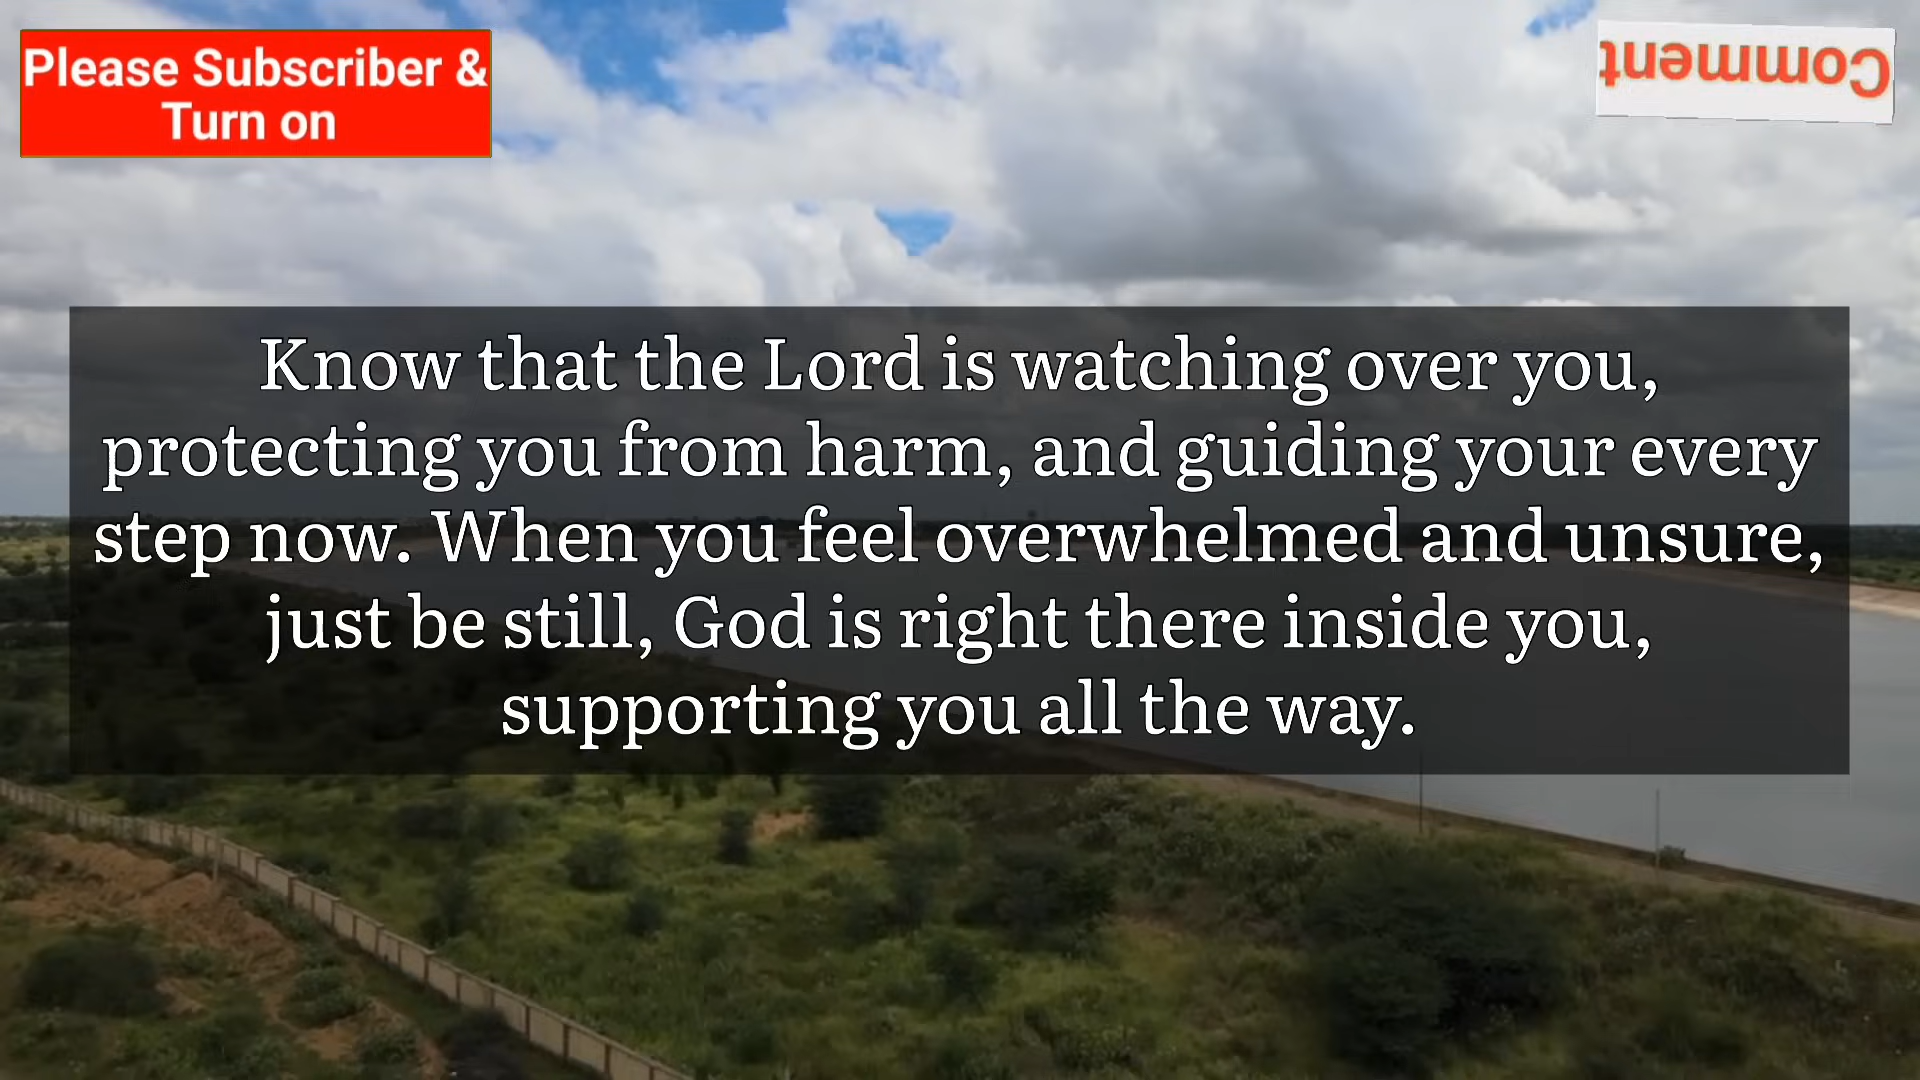 Please Subscriber &
Turn on
Comment
Know that the Lord is watching over you,
protecting you from harm, and guiding your every
step now. When you feel overwhelmed and unsure,
just be still, God is right there inside you,
supporting you all the way.